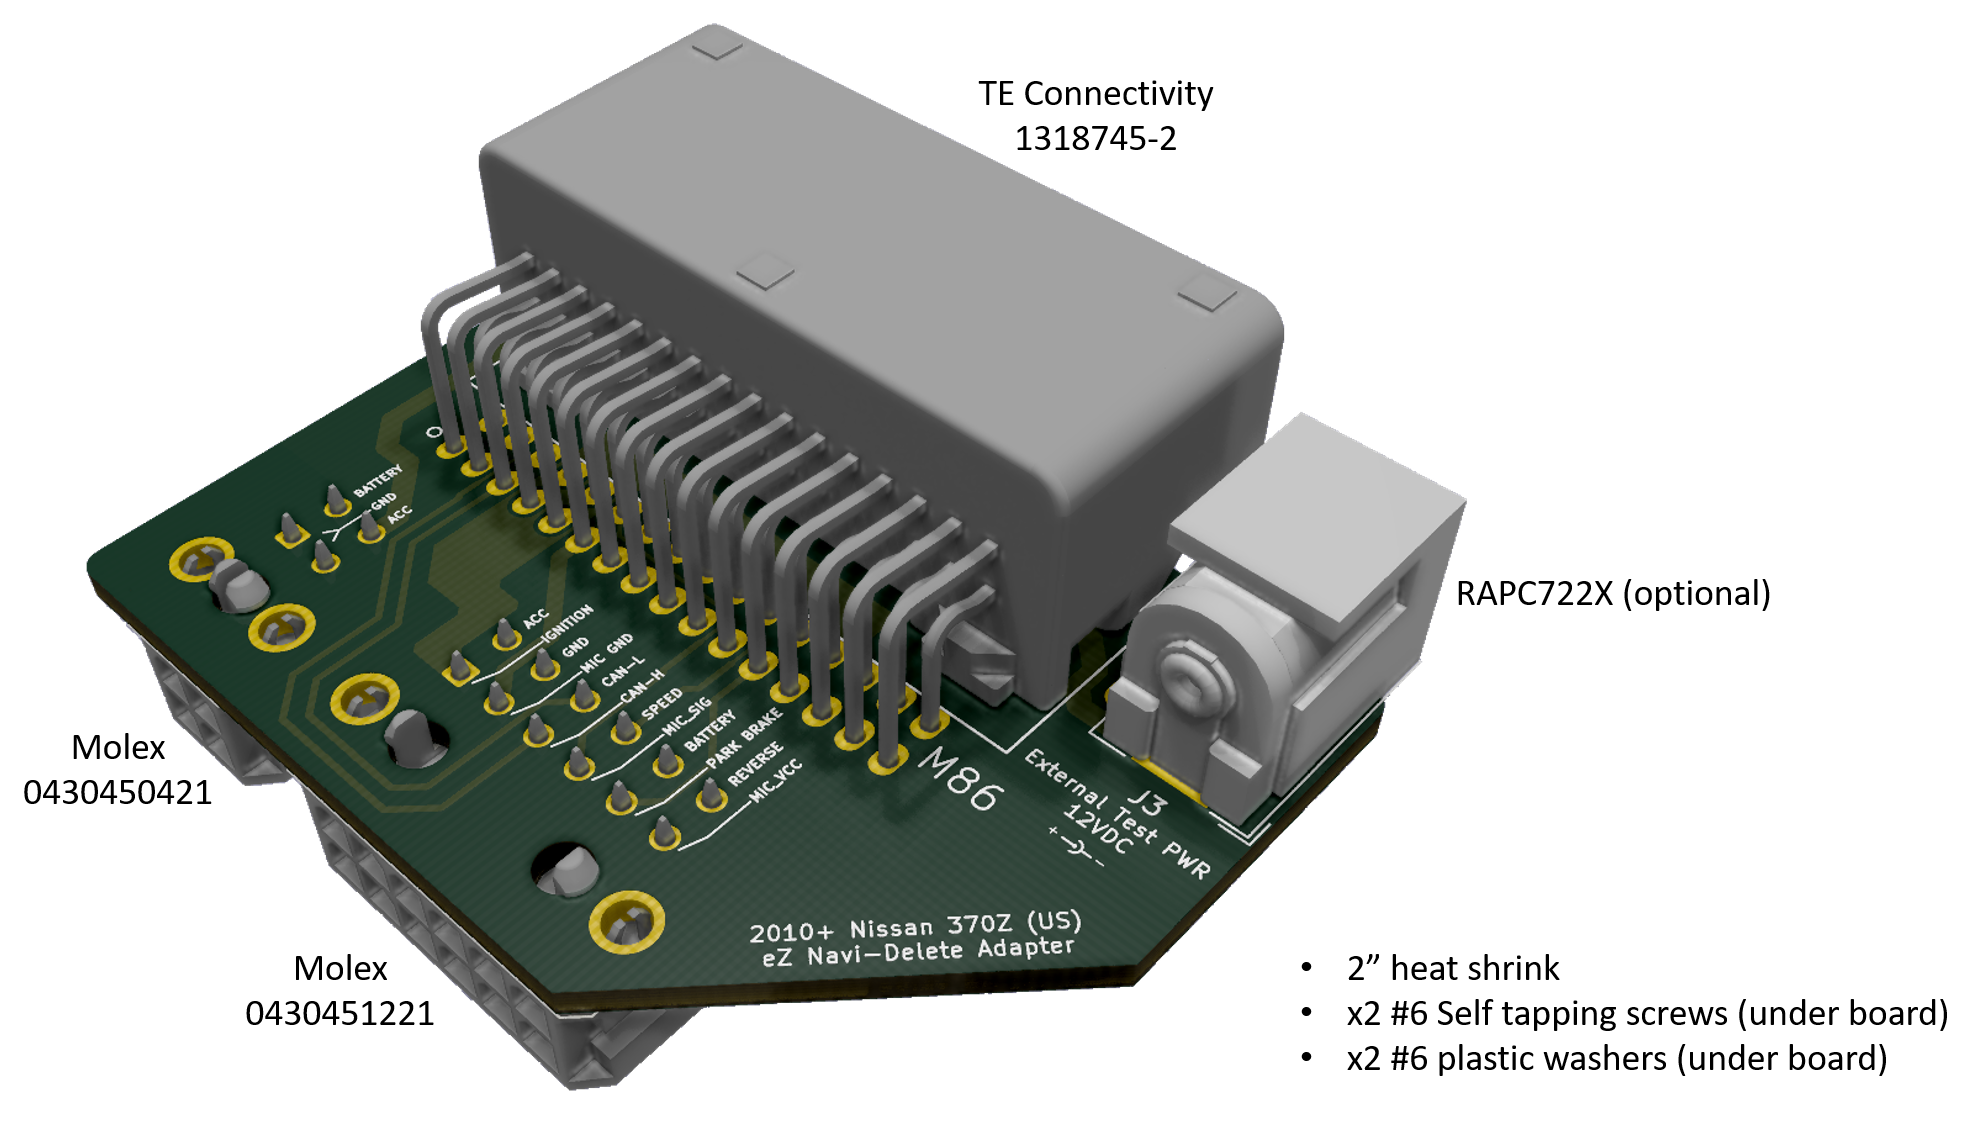 TE Connectivity
1318745-2
RAPC722X (optional)
Molex
0430450421
Molex
0430451221
BATTERY
GND
ACC
ACC
IGNITION
GND
MIC GND
CAN-L
CAN-H
SPEED
MIC_SIG
BATTERY
PARK BRAKE
REVERSE
MIC_VCC
M86
J3
External Test PWR
12VDC
+ -
2010+ Nissan 370Z (US)
eZ Navi-Delete Adapter
• 2” heat shrink
• x2 #6 Self tapping screws (under board)
• x2 #6 plastic washers (under board)